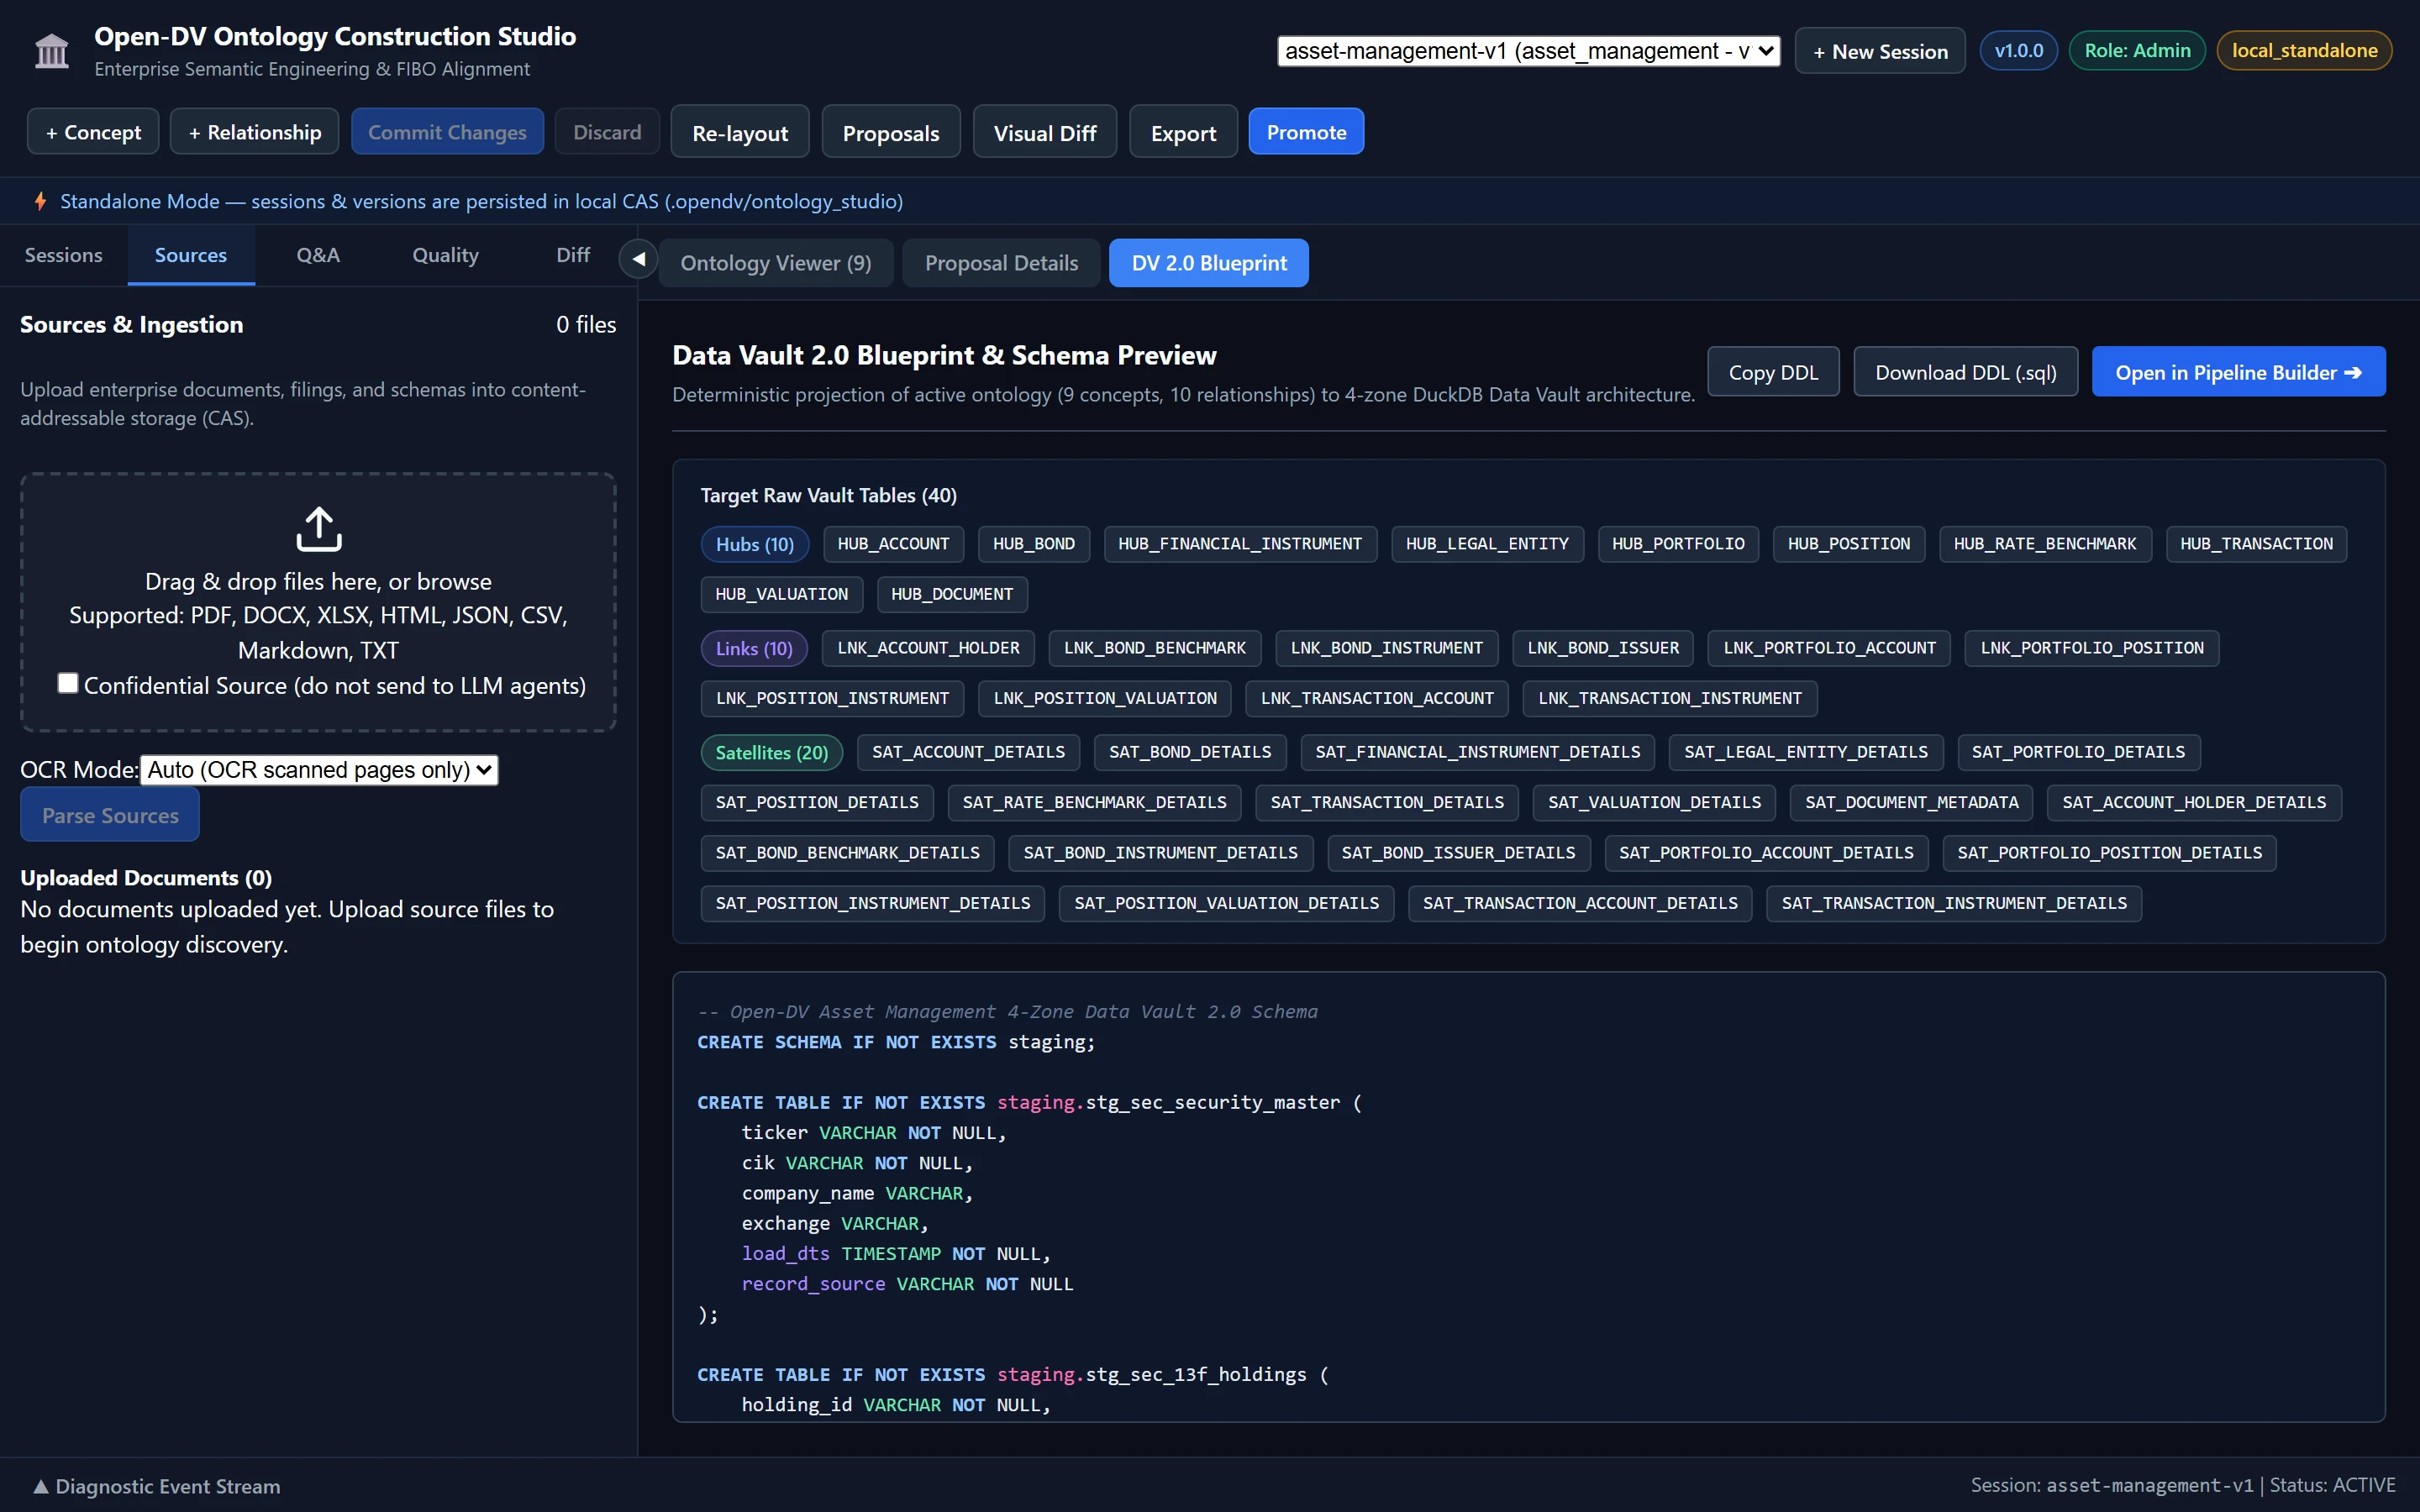 Open-DV Ontology Construction Studio
Enterprise Semantic Engineering & FIBO Alignment
asset-management-v1 (asset_management - v
+ New Session
v1.0.0
Role: Admin
local_standalone
+ Concept
+ Relationship
Commit Changes
Discard
Re-layout
Proposals
Visual Diff
Export
Promote
Standalone Mode — sessions & versions are persisted in local CAS (.opendv/ontology_studio)
Sessions
Sources
Q&A
Quality
Diff
Sources & Ingestion
0 files
Upload enterprise documents, filings, and schemas into content-
addressable storage (CAS).
Drag & drop files here, or browse
Supported: PDF, DOCX, XLSX, HTML, JSON, CSV,
Markdown, TXT
Confidential Source (do not send to LLM agents)
OCR Mode: Auto (OCR scanned pages only)
Parse Sources
Uploaded Documents (0)
No documents uploaded yet. Upload source files to
begin ontology discovery.
Ontology Viewer (9)
Proposal Details
DV 2.0 Blueprint
Data Vault 2.0 Blueprint & Schema Preview
Deterministic projection of active ontology (9 concepts, 10 relationships) to 4-zone DuckDB Data Vault architecture.
Copy DDL
Download DDL (.sql)
Open in Pipeline Builder ➔
Target Raw Vault Tables (40)
Hubs (10) HUB_ACCOUNT HUB_BOND HUB_FINANCIAL_INSTRUMENT HUB_LEGAL_ENTITY HUB_PORTFOLIO HUB_POSITION HUB_RATE_BENCHMARK HUB_TRANSACTION
HUB_VALUATION HUB_DOCUMENT
Links (10) LNK_ACCOUNT_HOLDER LNK_BOND_BENCHMARK LNK_BOND_INSTRUMENT LNK_BOND_ISSUER LNK_PORTFOLIO_ACCOUNT LNK_PORTFOLIO_POSITION
LNK_POSITION_INSTRUMENT LNK_POSITION_VALUATION LNK_TRANSACTION_ACCOUNT LNK_TRANSACTION_INSTRUMENT
Satellites (20) SAT_ACCOUNT_DETAILS SAT_BOND_DETAILS SAT_FINANCIAL_INSTRUMENT_DETAILS SAT_LEGAL_ENTITY_DETAILS SAT_PORTFOLIO_DETAILS
SAT_POSITION_DETAILS SAT_RATE_BENCHMARK_DETAILS SAT_TRANSACTION_DETAILS SAT_VALUATION_DETAILS SAT_DOCUMENT_METADATA SAT_ACCOUNT_HOLDER_DETAILS
SAT_BOND_BENCHMARK_DETAILS SAT_BOND_INSTRUMENT_DETAILS SAT_BOND_ISSUER_DETAILS SAT_PORTFOLIO_ACCOUNT_DETAILS SAT_PORTFOLIO_POSITION_DETAILS
SAT_POSITION_INSTRUMENT_DETAILS SAT_POSITION_VALUATION_DETAILS SAT_TRANSACTION_ACCOUNT_DETAILS SAT_TRANSACTION_INSTRUMENT_DETAILS
-- Open-DV Asset Management 4-Zone Data Vault 2.0 Schema
CREATE SCHEMA IF NOT EXISTS staging;
CREATE TABLE IF NOT EXISTS staging.stg_sec_security_master (
ticker VARCHAR NOT NULL,
cik VARCHAR NOT NULL,
company_name VARCHAR,
exchange VARCHAR,
load_dts TIMESTAMP NOT NULL,
record_source VARCHAR NOT NULL
);
CREATE TABLE IF NOT EXISTS staging.stg_sec_13f_holdings (
holding_id VARCHAR NOT NULL,
▲ Diagnostic Event Stream
Session: asset-management-v1 | Status: ACTIVE